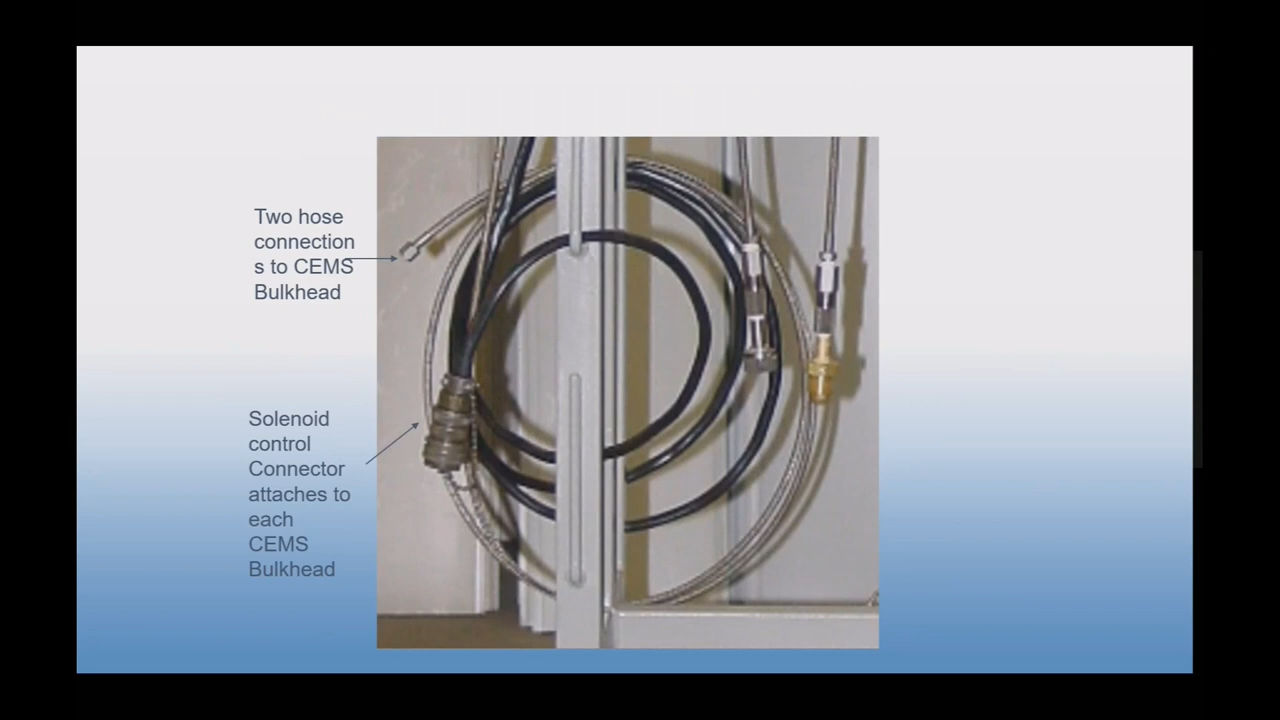 Two hose
connection
s to CEMS
Bulkhead
Solenoid
control
Connector
attaches to
each
CEMS
Bulkhead